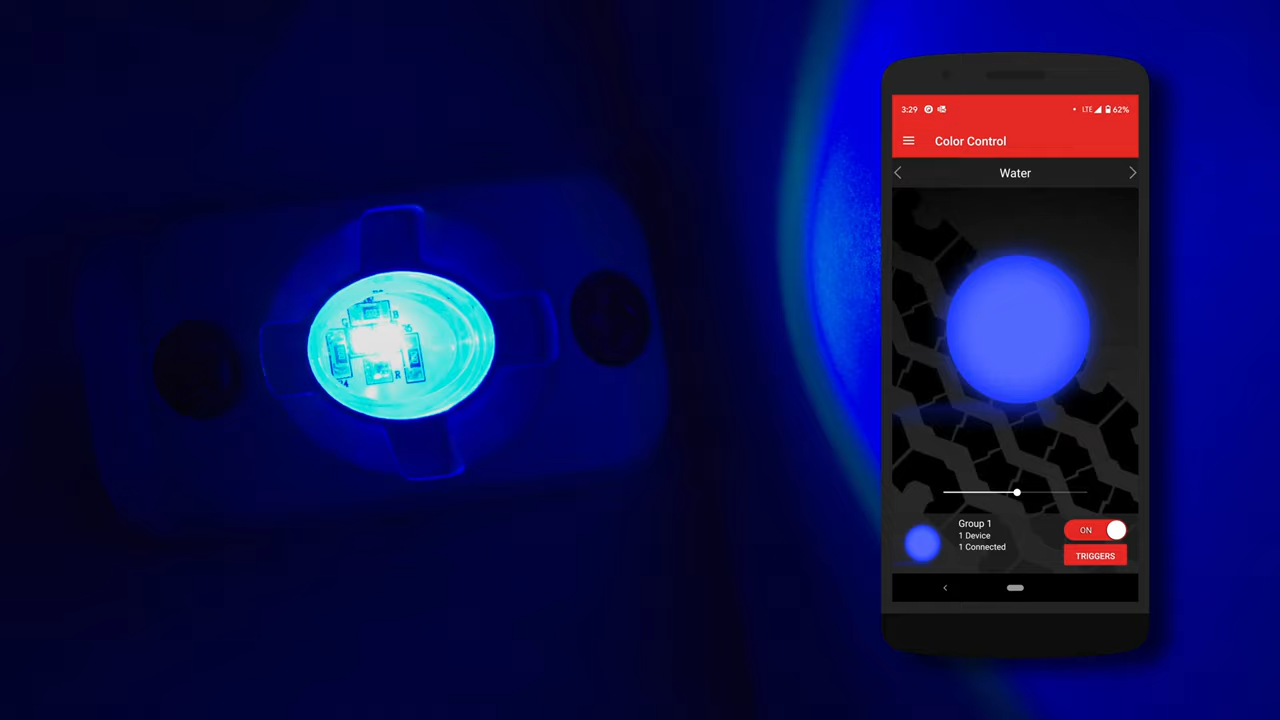 3:29
LTE 62%
Color Control
Water
Group 1
1 Device
1 Connected
ON
TRIGGERS
R